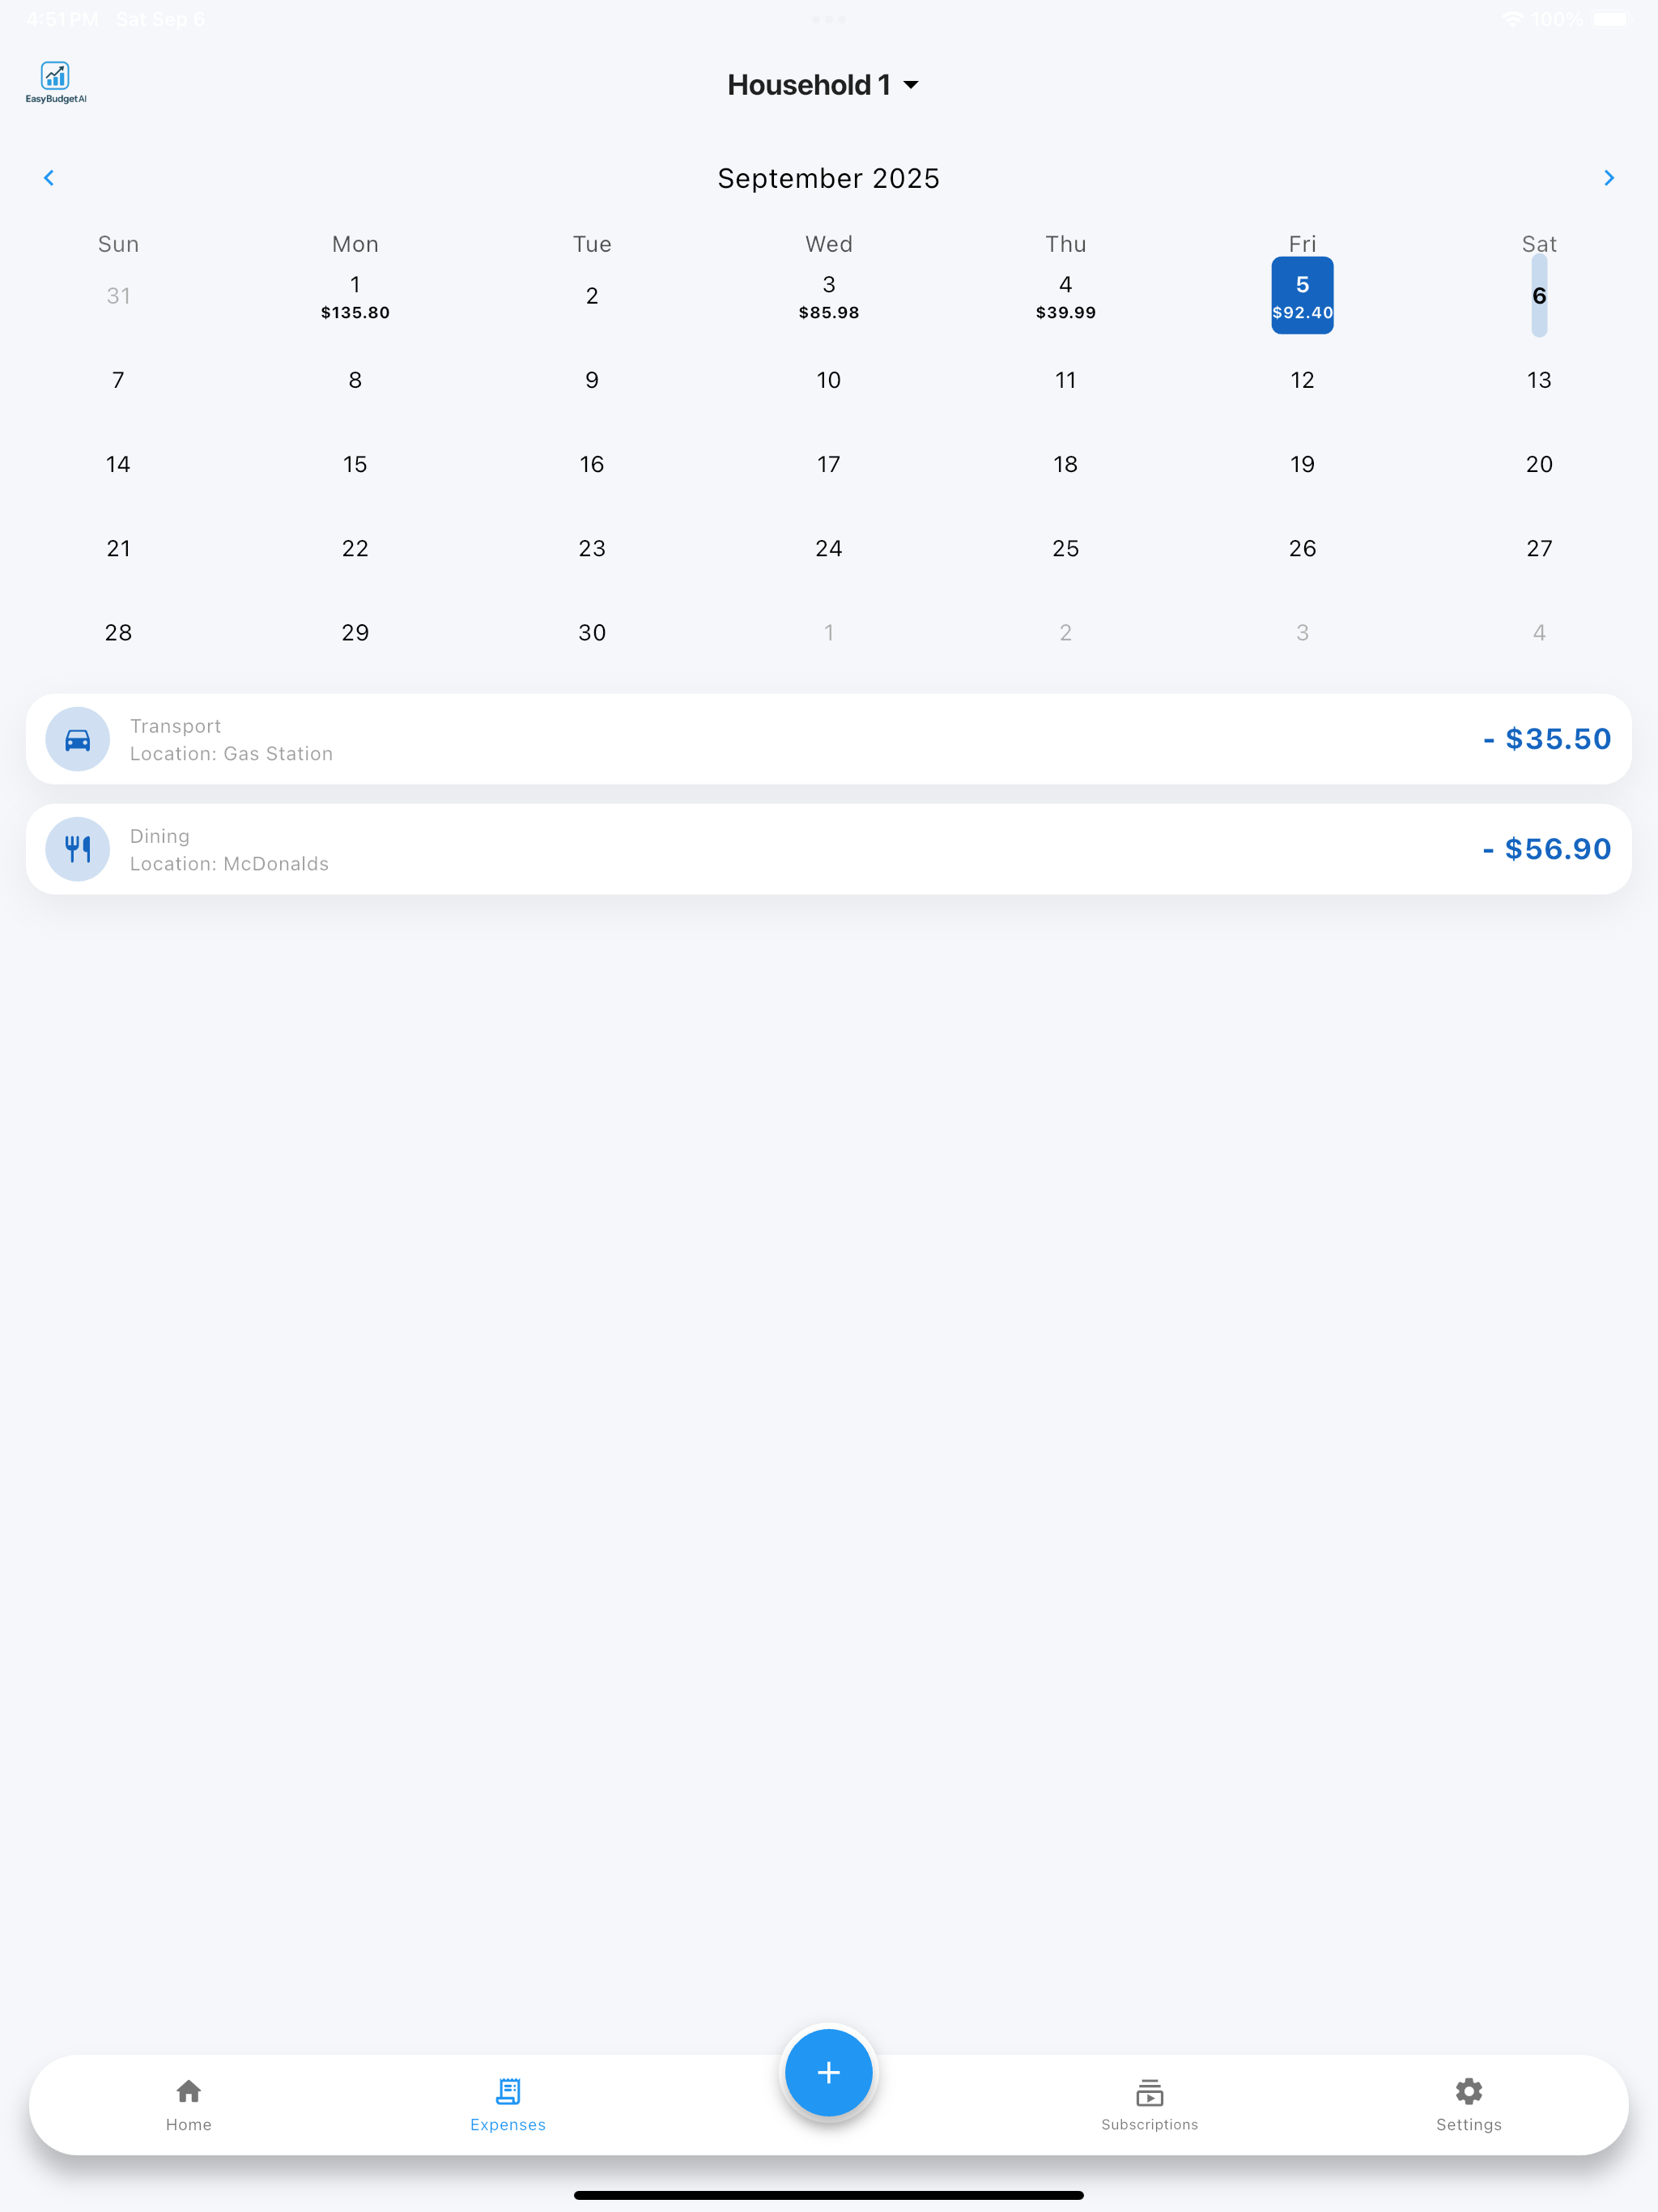 4:51 PM Sat Sep 6
100%
EasyBudgetAI
Household 1
September 2025
Sun Mon Tue Wed Thu Fri Sat
31 1 2 3 4 5 6
$135.80 $85.98 $39.99 $92.40
7 8 9 10 11 12 13
14 15 16 17 18 19 20
21 22 23 24 25 26 27
28 29 30 1 2 3 4
Transport
Location: Gas Station
- $35.50
Dining
Location: McDonalds
- $56.90
Home Expenses Subscriptions Settings